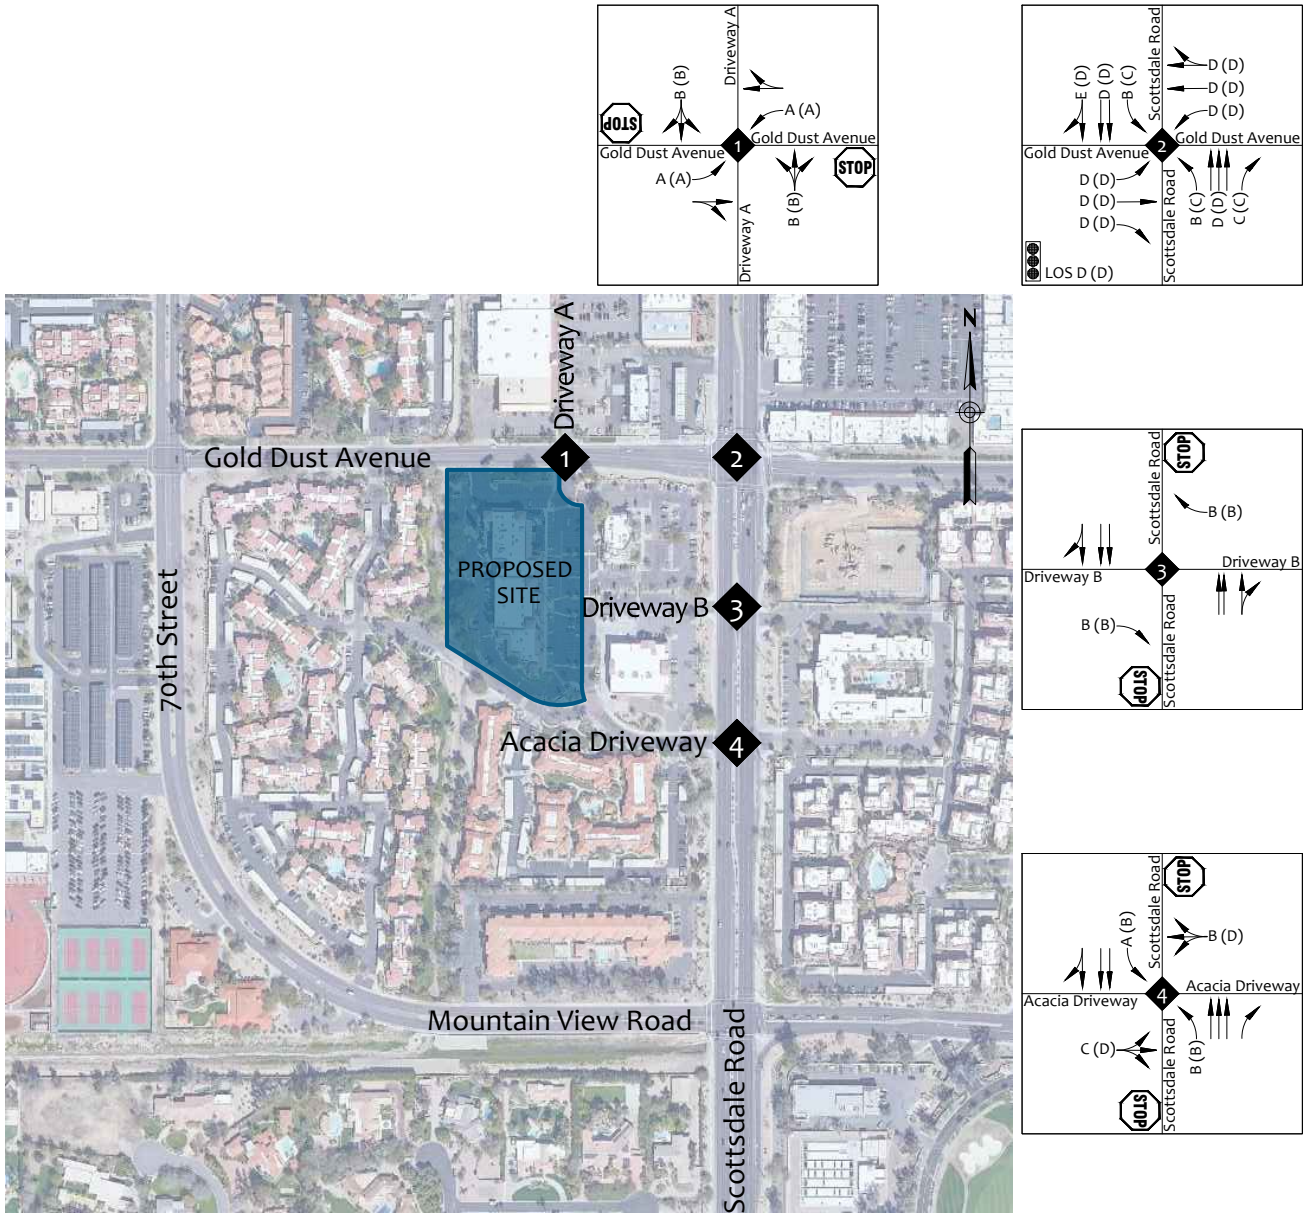 Driveway A
B (B)
A (A)
STOP
Gold Dust Avenue
1
Gold Dust Avenue
STOP
A (A)
B (B)
Driveway A
Scottsdale Road
E (D)
D (D)
B (C)
D (D)
D (D)
D (D)
Gold Dust Avenue
2
Gold Dust Avenue
D (D)
D (D)
D (D)
B (C)
D (D)
C (C)
Scottsdale Road
LOS D (D)
Driveway A
N
Gold Dust Avenue
1
2
PROPOSED
SITE
Driveway B
3
70th Street
Acacia Driveway
4
Mountain View Road
Scottsdale Road
Scottsdale Road
STOP
B (B)
Driveway B
3
Driveway B
B (B)
STOP
Scottsdale Road
Scottsdale Road
STOP
A (B)
B (D)
Acacia Driveway
4
Acacia Driveway
C (D)
B (B)
STOP
Scottsdale Road